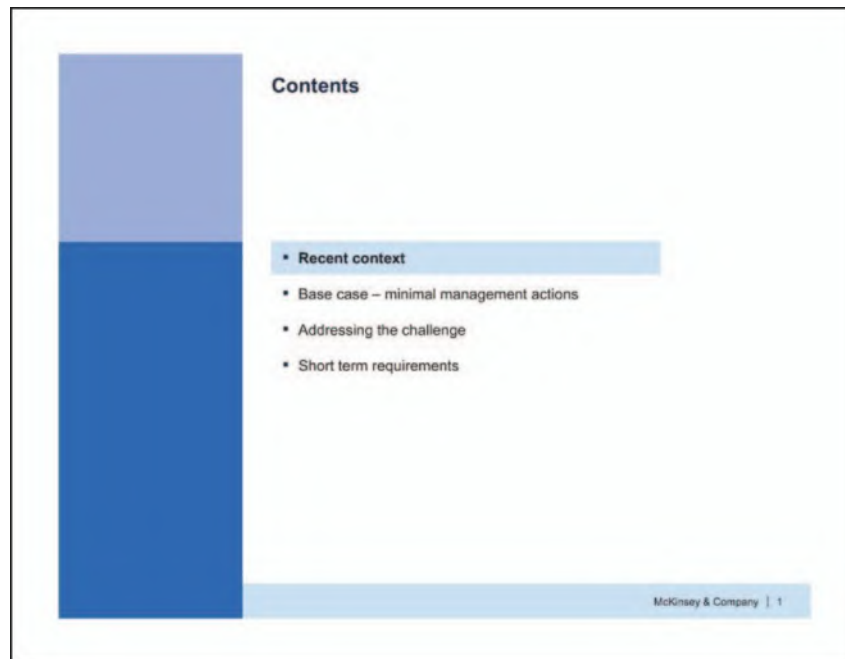 Contents
▪ Recent context
▪ Base case – minimal management actions
▪ Addressing the challenge
▪ Short term requirements
McKinsey & Company | 1